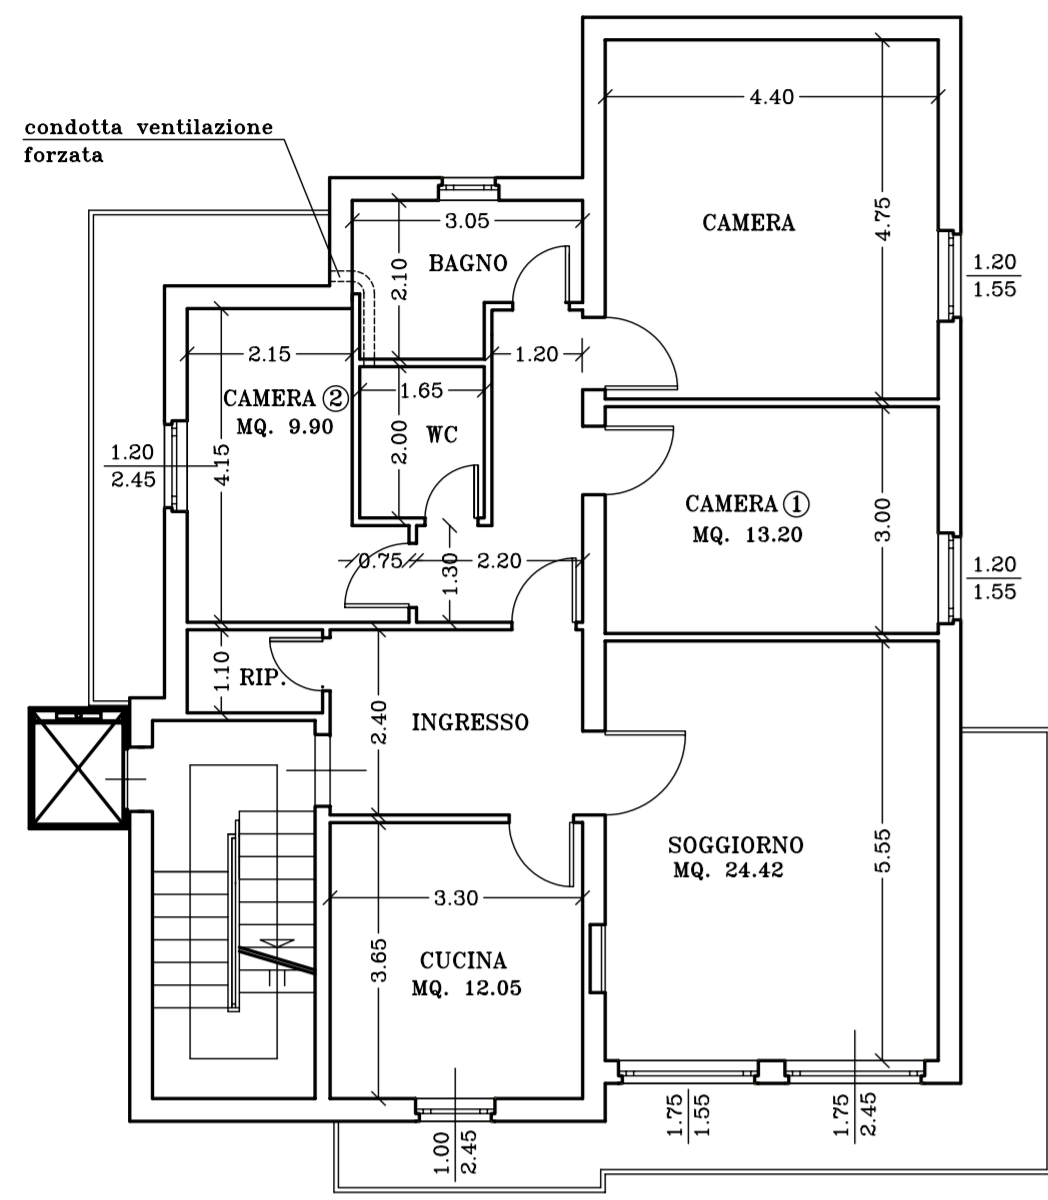 4.40
condotta ventilazione
forzata
3.05
CAMERA
4.75
BAGNO
2.10
1.20
1.55
2.15
1.20
CAMERA 2
MQ. 9.90
1.65
WC
2.00
1.20
2.45
4.15
CAMERA 1
MQ. 13.20
3.00
0.75
1.30
2.20
1.20
1.55
1.10
RIP.
2.40
INGRESSO
SOGGIORNO
MQ. 24.42
5.55
3.30
3.65
CUCINA
MQ. 12.05
1.75
1.55
1.75
2.45
1.00
2.45